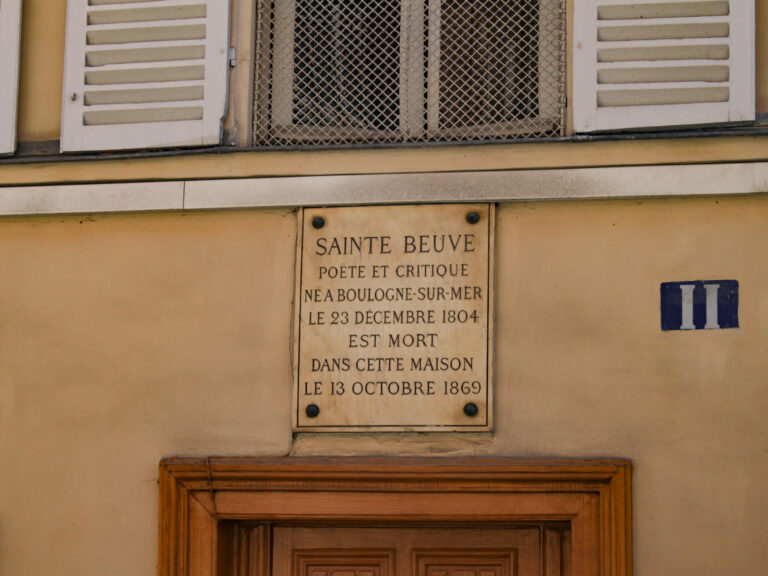 SAINTE BEUVE
POËTE ET CRITIQUE
NÉ A BOULOGNE-SUR-MER
LE 23 DÉCEMBRE 1804
EST MORT
DANS CETTE MAISON
LE 13 OCTOBRE 1869
11